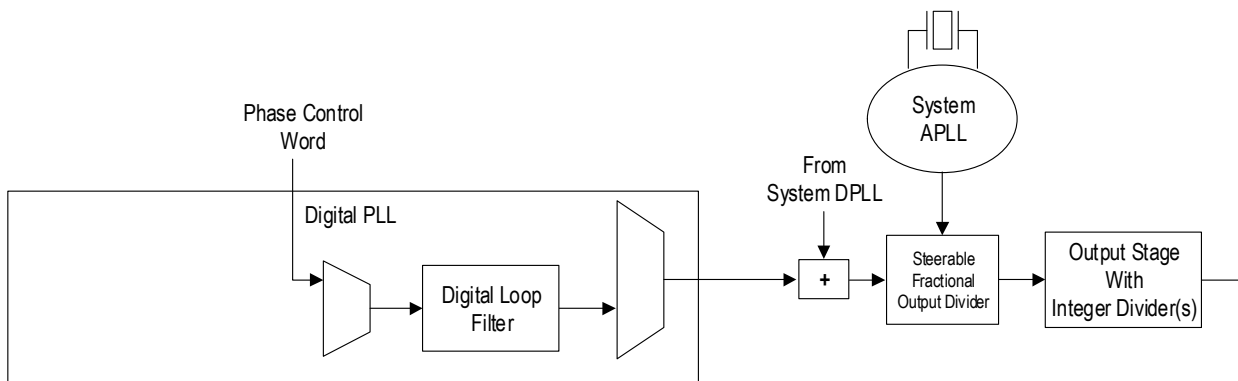 System
APLL
Phase Control
Word
From
System DPLL
Digital PLL
Digital Loop
Filter
+
Steerable
Fractional
Output Divider
Output Stage
With
Integer Divider(s)